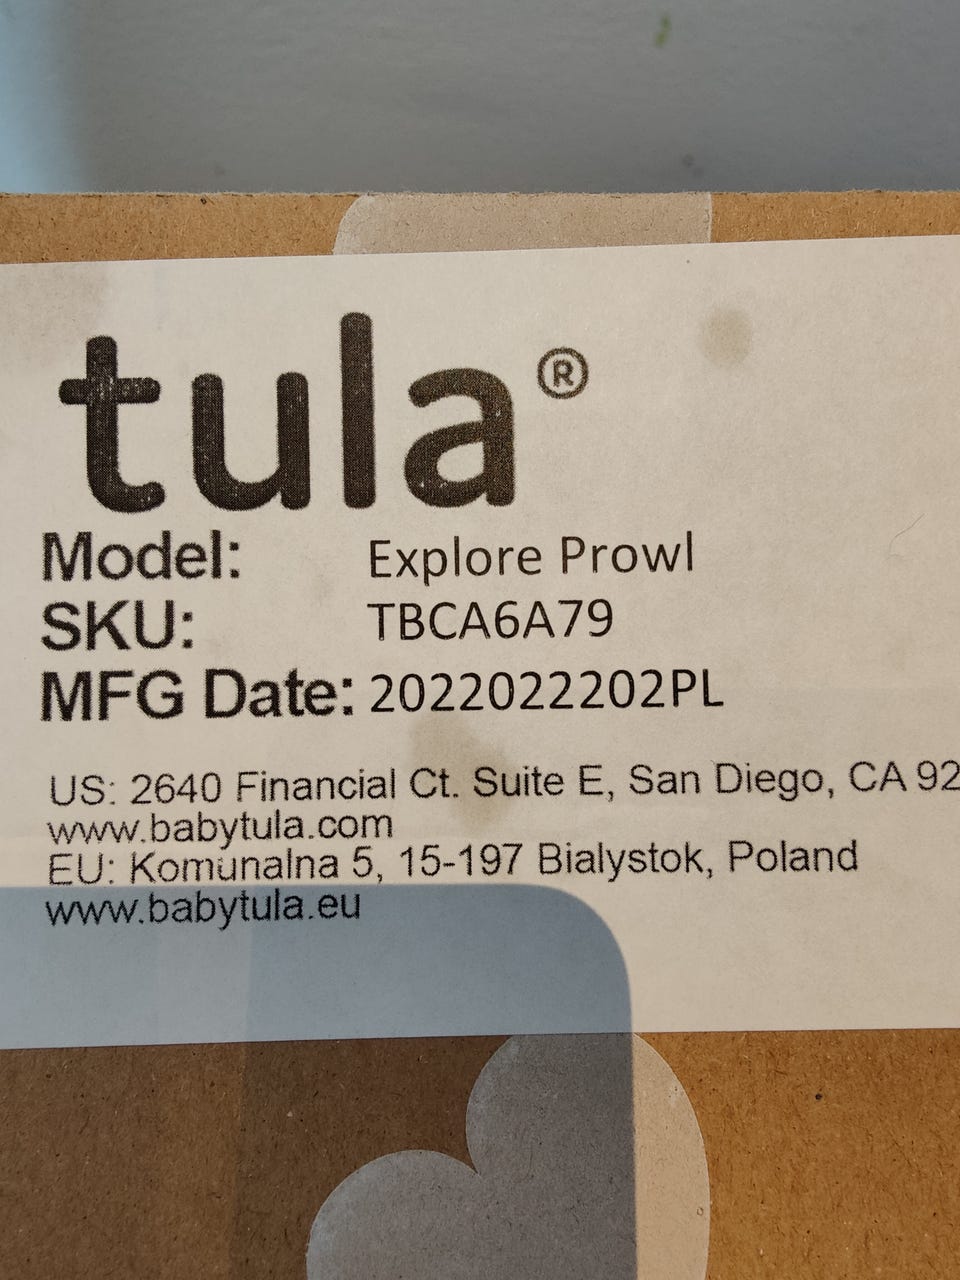 tula®
Model: Explore Prowl
SKU: TBCA6A79
MFG Date: 2022022202PL
US: 2640 Financial Ct. Suite E, San Diego, CA 92
www.babytula.com
EU: Komunalna 5, 15-197 Bialystok, Poland
www.babytula.eu